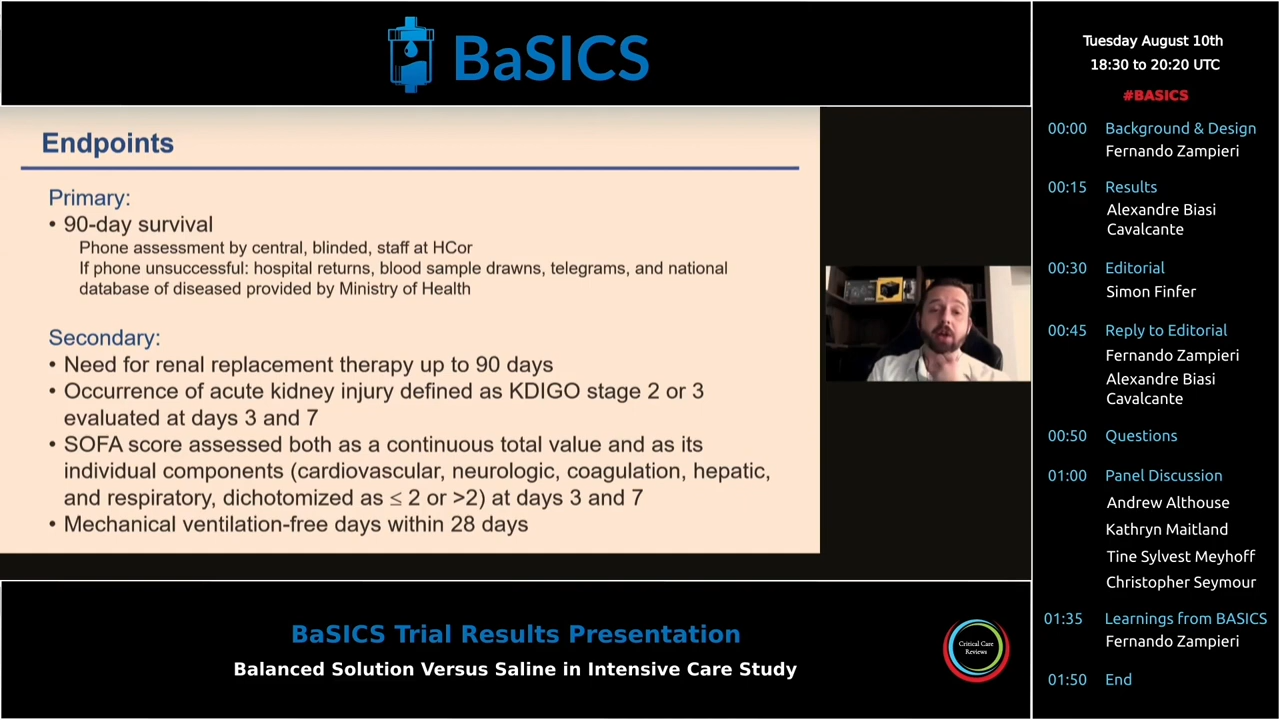 BaSICS
Endpoints
Primary:
• 90-day survival
Phone assessment by central, blinded, staff at HCor
If phone unsuccessful: hospital returns, blood sample drawns, telegrams, and national
database of diseased provided by Ministry of Health
Secondary:
• Need for renal replacement therapy up to 90 days
• Occurrence of acute kidney injury defined as KDIGO stage 2 or 3
evaluated at days 3 and 7
• SOFA score assessed both as a continuous total value and as its
individual components (cardiovascular, neurologic, coagulation, hepatic,
and respiratory, dichotomized as ≤ 2 or >2) at days 3 and 7
• Mechanical ventilation-free days within 28 days
BaSICS Trial Results Presentation
Balanced Solution Versus Saline in Intensive Care Study
Critical Care
Reviews
Tuesday August 10th
18:30 to 20:20 UTC
#BASICS
00:00 Background & Design
Fernando Zampieri
00:15 Results
Alexandre Biasi
Cavalcante
00:30 Editorial
Simon Finfer
00:45 Reply to Editorial
Fernando Zampieri
Alexandre Biasi
Cavalcante
00:50 Questions
01:00 Panel Discussion
Andrew Althouse
Kathryn Maitland
Tine Sylvest Meyhoff
Christopher Seymour
01:35 Learnings from BASICS
Fernando Zampieri
01:50 End